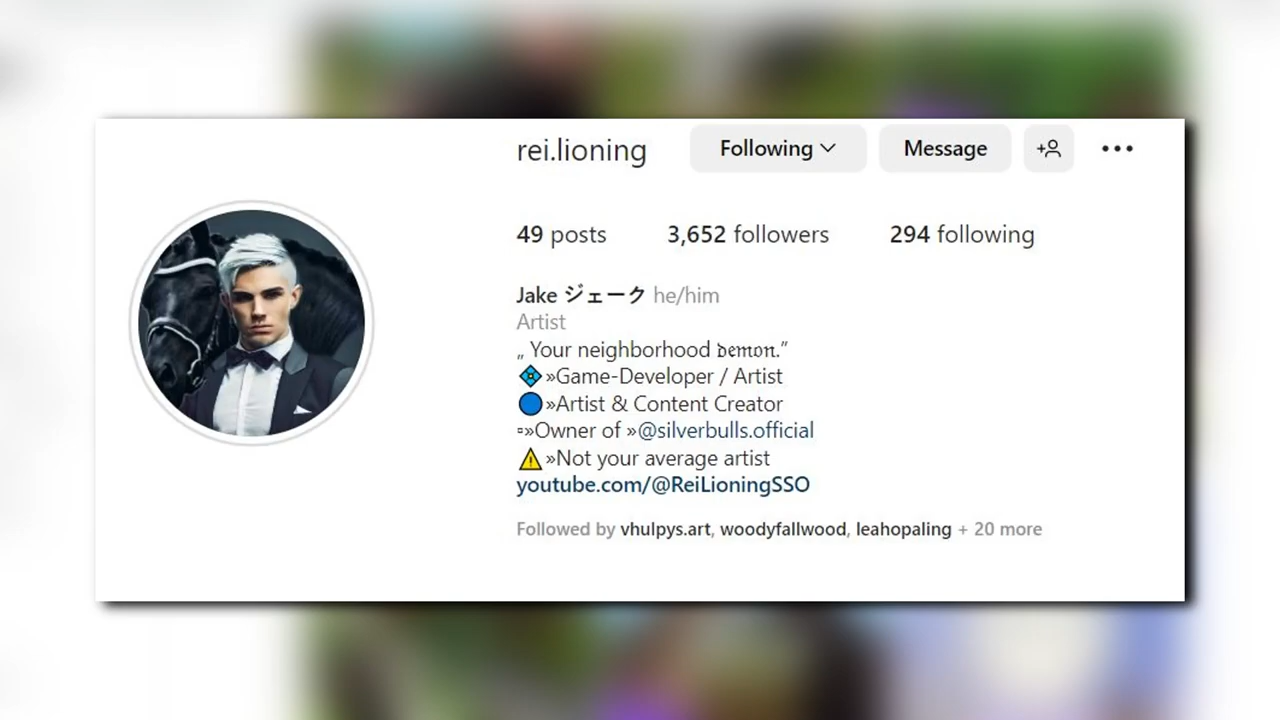 rei.lioning Following Message
49 posts 3,652 followers 294 following
Jake ジェーク he/him
Artist
„ Your neighborhood 𝔡𝔢𝔪𝔬𝔫.”
💠»Game-Developer / Artist
🔵»Artist & Content Creator
▫»Owner of »@silverbulls.official
⚠️»Not your average artist
youtube.com/@ReiLioningSSO
Followed by vhulpys.art, woodyfallwood, leahopaling + 20 more